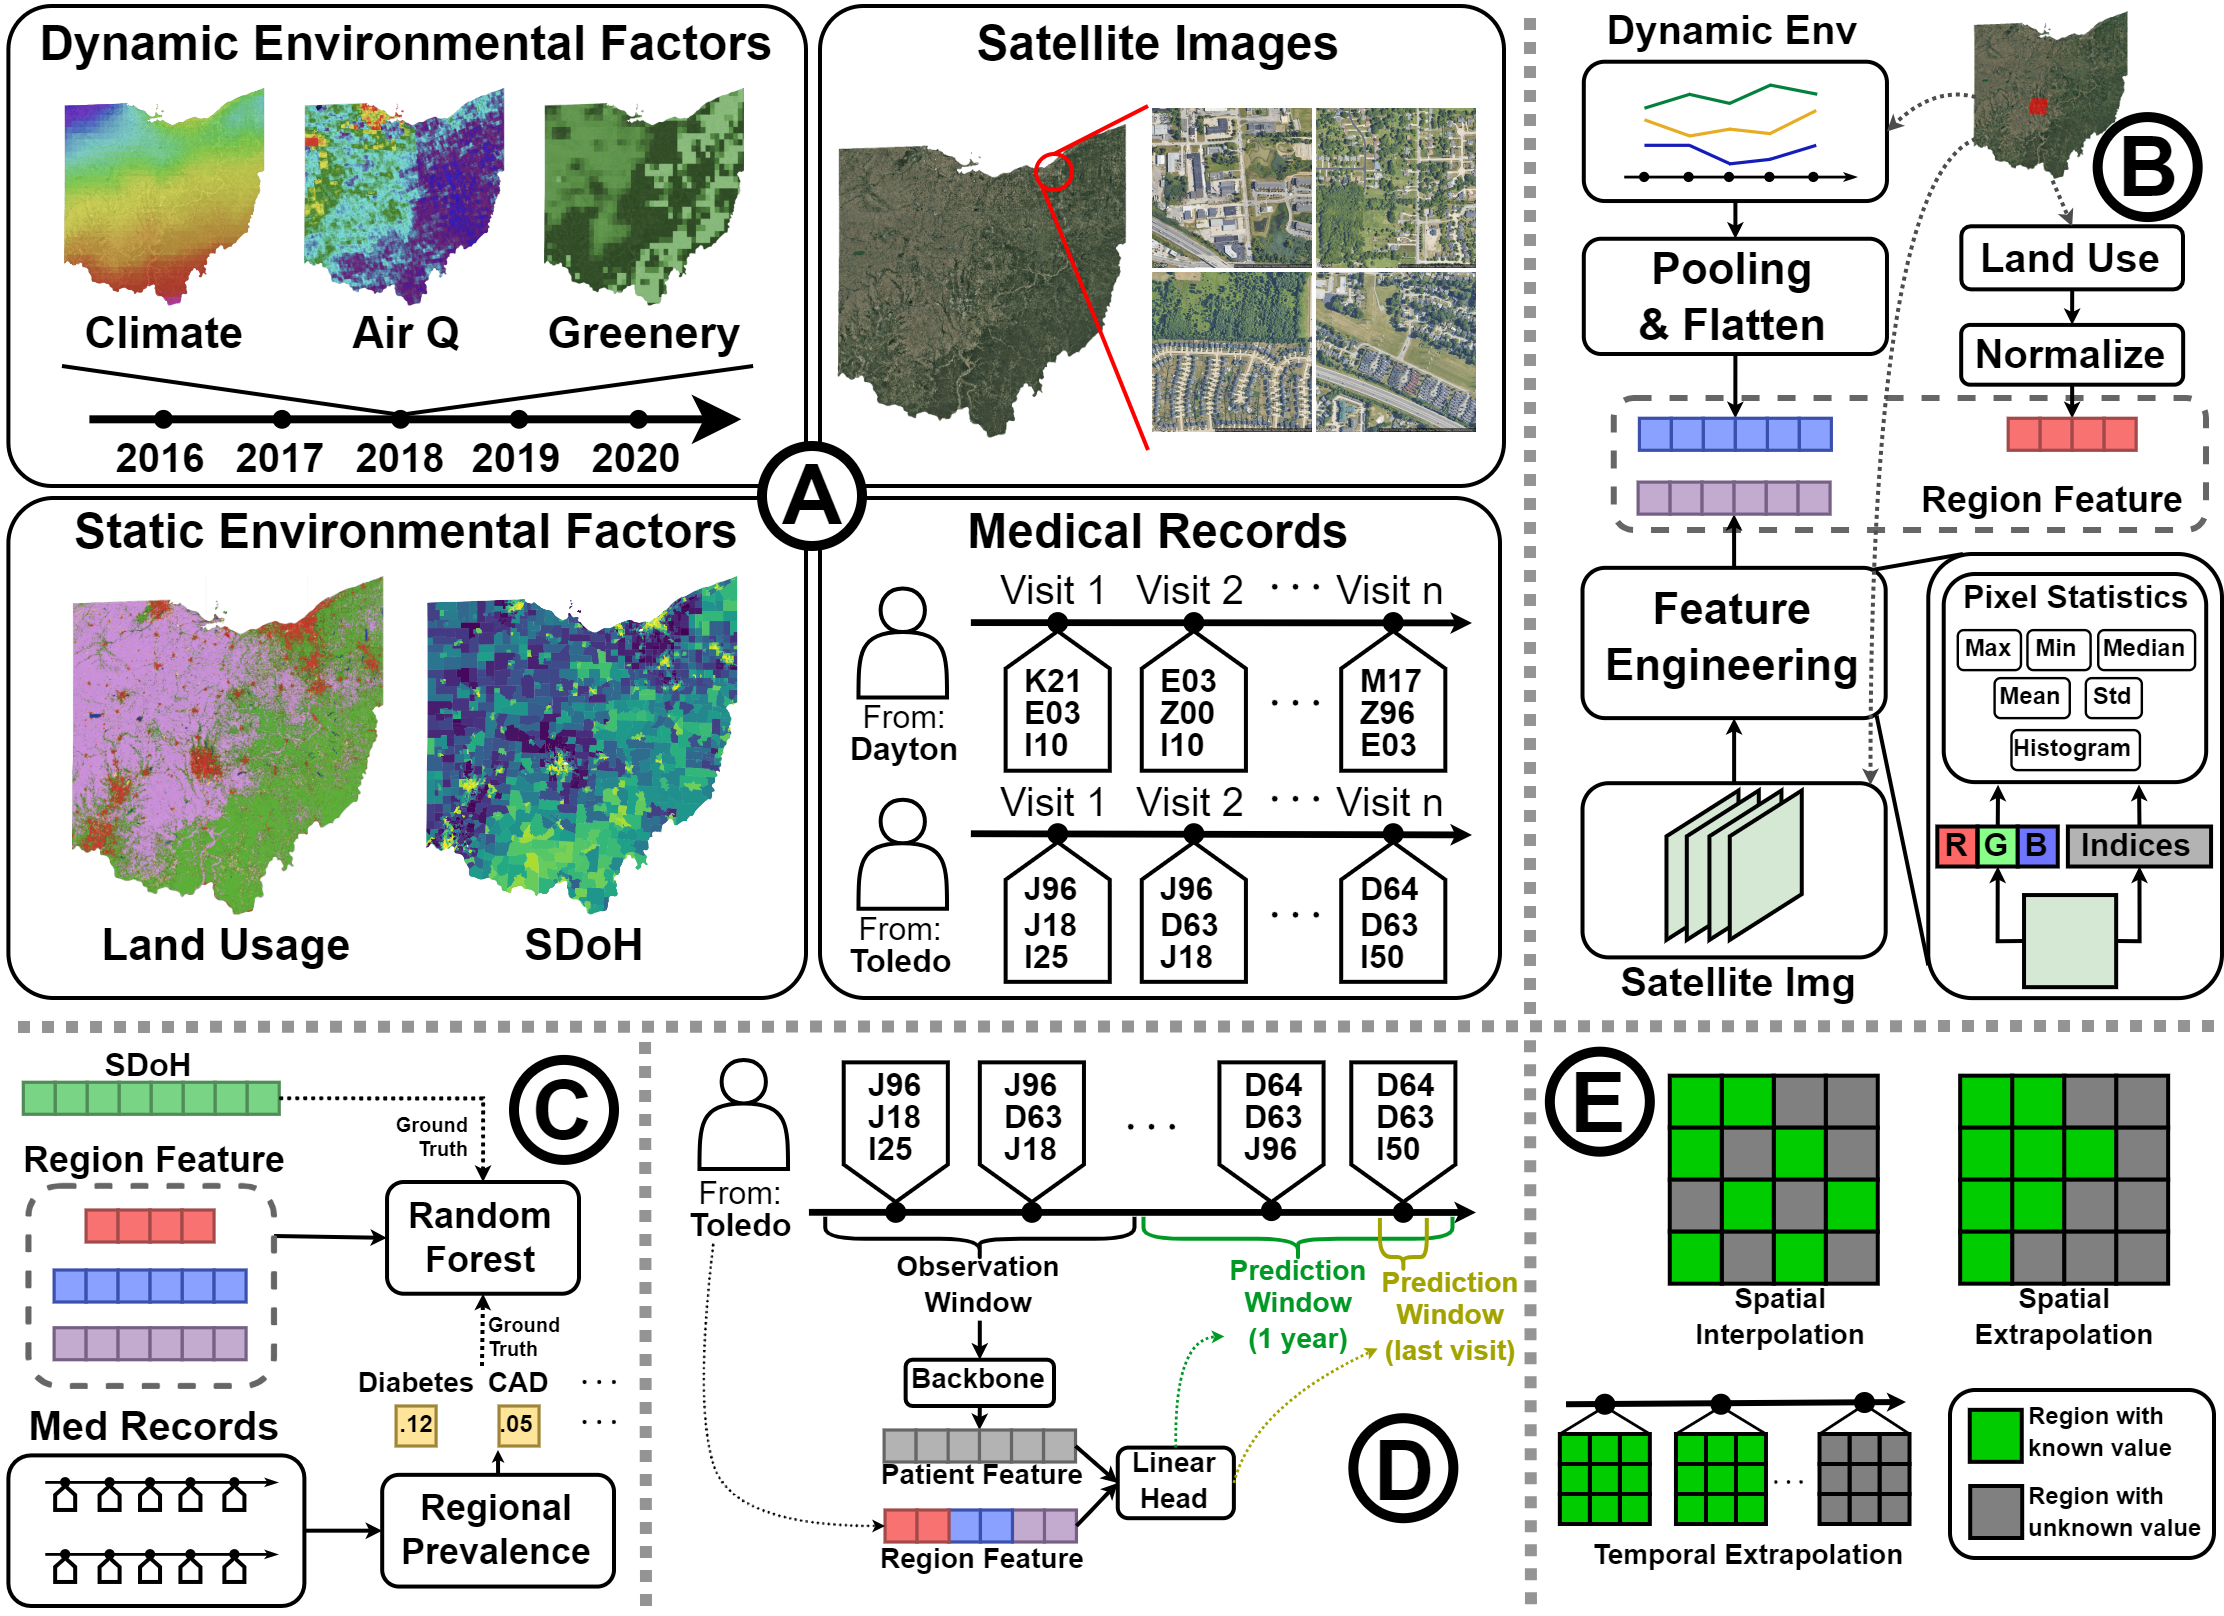 Dynamic Environmental Factors
Climate
Air Q
Greenery
2016
2017
2018
2019
2020
Satellite Images
A
Static Environmental Factors
Land Usage
SDoH
Medical Records
Visit 1
Visit 2
· · ·
Visit n
K21
E03
I10
E03
Z00
I10
· · ·
M17
Z96
E03
From:
Dayton
Visit 1
Visit 2
· · ·
Visit n
J96
J18
I25
J96
D63
J18
· · ·
D64
D63
I50
From:
Toledo
Dynamic Env
B
Pooling
& Flatten
Land Use
Normalize
Region Feature
Feature
Engineering
Satellite Img
Pixel Statistics
Max
Min
Median
Mean
Std
Histogram
R
G
B
Indices
SDoH
C
Ground
Truth
Region Feature
Random
Forest
Ground
Truth
Diabetes
CAD
· · ·
.12
.05
· · ·
Med Records
Regional
Prevalence
J96
J18
I25
J96
D63
J18
· · ·
D64
D63
J96
D64
D63
I50
From:
Toledo
Observation
Window
Prediction
Window
(1 year)
Prediction
Window
(last visit)
Backbone
Patient Feature
Linear
Head
Region Feature
D
E
Spatial
Interpolation
Spatial
Extrapolation
· · ·
Temporal Extrapolation
Region with
known value
Region with
unknown value